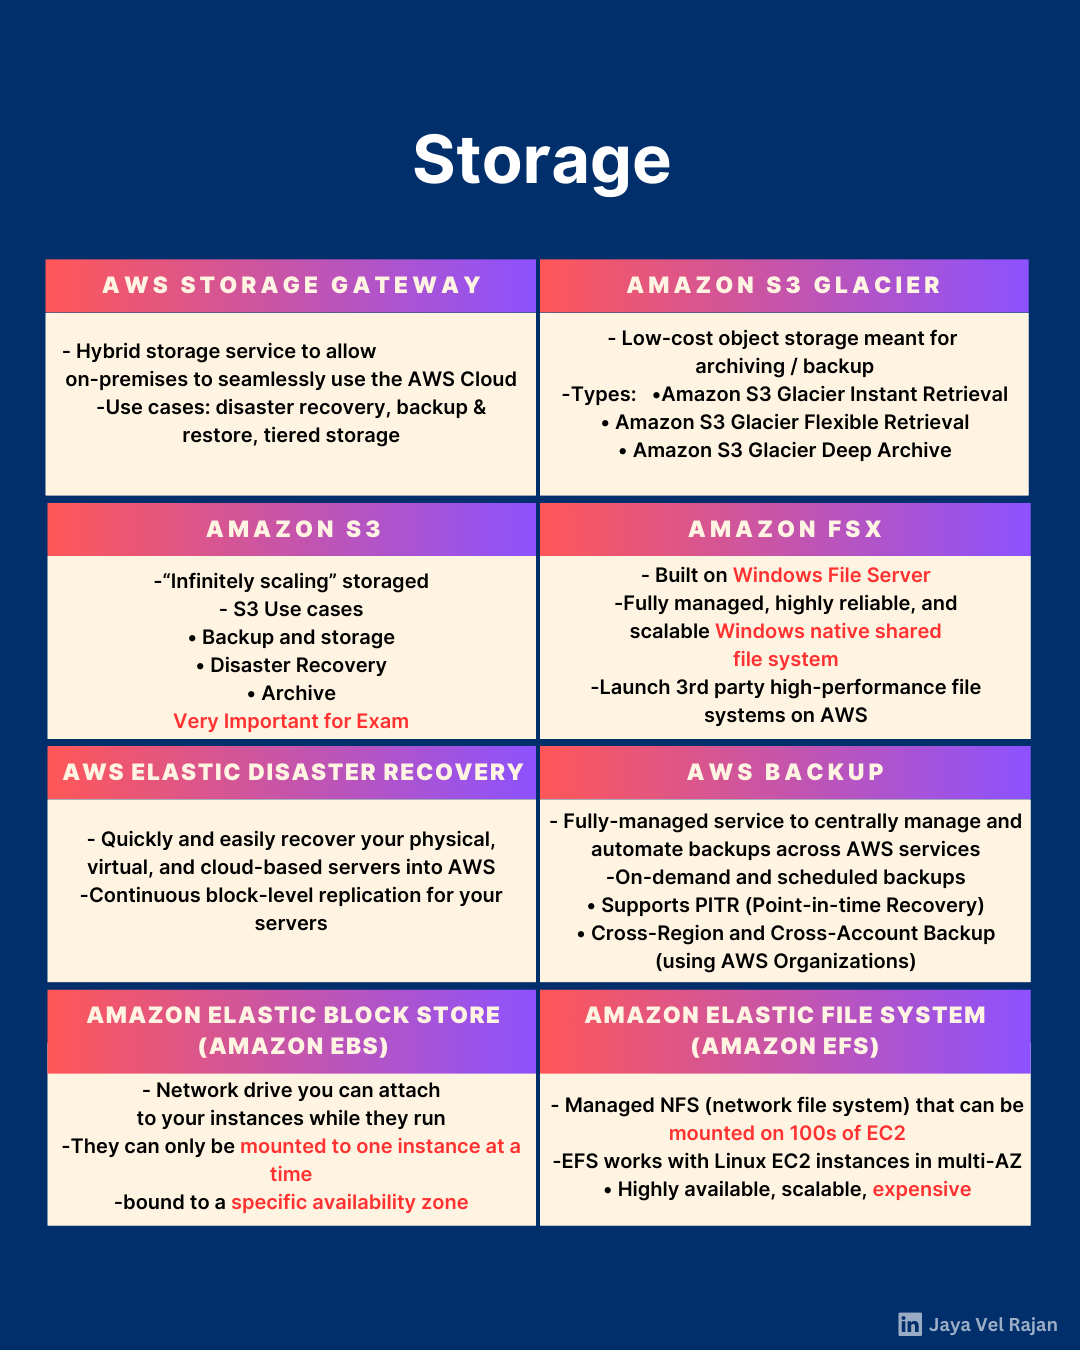 Storage
AWS STORAGE GATEWAY
- Hybrid storage service to allow
on-premises to seamlessly use the AWS Cloud
-Use cases: disaster recovery, backup &
restore, tiered storage
AMAZON S3 GLACIER
- Low-cost object storage meant for
archiving / backup
-Types: •Amazon S3 Glacier Instant Retrieval
• Amazon S3 Glacier Flexible Retrieval
• Amazon S3 Glacier Deep Archive
AMAZON S3
-“Infinitely scaling” storaged
- S3 Use cases
• Backup and storage
• Disaster Recovery
• Archive
Very Important for Exam
AMAZON FSX
- Built on Windows File Server
-Fully managed, highly reliable, and
scalable Windows native shared
file system
-Launch 3rd party high-performance file
systems on AWS
AWS ELASTIC DISASTER RECOVERY
- Quickly and easily recover your physical,
virtual, and cloud-based servers into AWS
-Continuous block-level replication for your
servers
AWS BACKUP
- Fully-managed service to centrally manage and
automate backups across AWS services
-On-demand and scheduled backups
• Supports PITR (Point-in-time Recovery)
• Cross-Region and Cross-Account Backup
(using AWS Organizations)
AMAZON ELASTIC BLOCK STORE
(AMAZON EBS)
- Network drive you can attach
to your instances while they run
-They can only be mounted to one instance at a
time
-bound to a specific availability zone
AMAZON ELASTIC FILE SYSTEM
(AMAZON EFS)
- Managed NFS (network file system) that can be
mounted on 100s of EC2
-EFS works with Linux EC2 instances in multi-AZ
• Highly available, scalable, expensive
in Jaya Vel Rajan